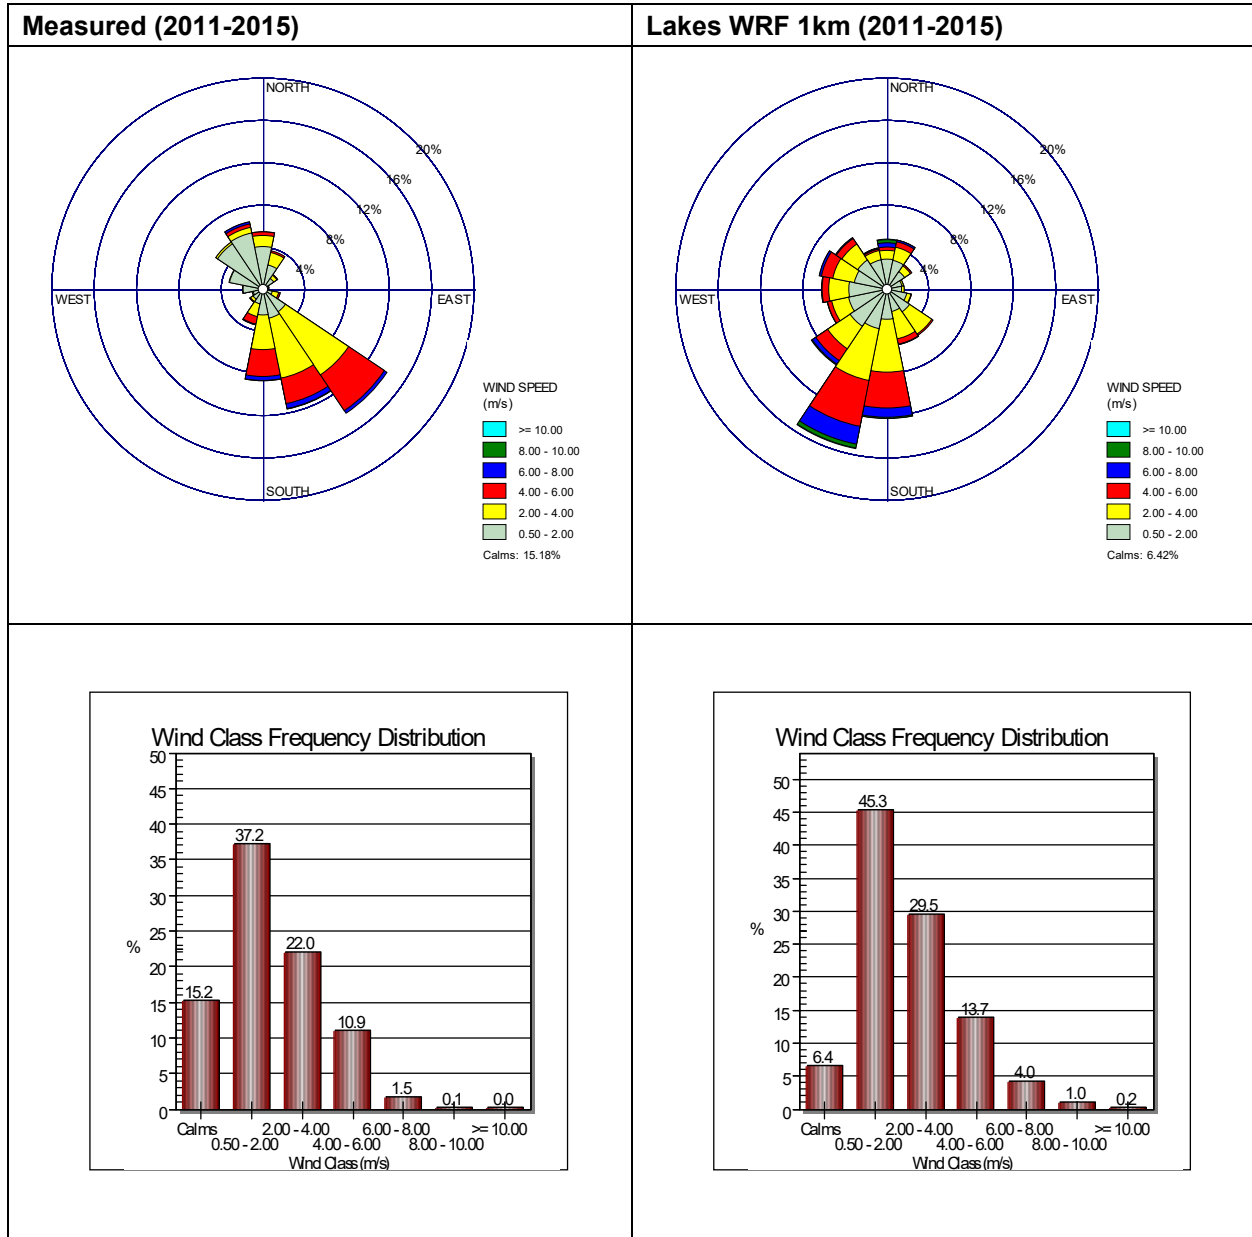 Measured (2011-2015)
Lakes WRF 1km (2011-2015)
NORTH
20%
16%
12%
8%
4%
WEST
EAST
SOUTH
WIND SPEED
(m/s)
>= 10.00
8.00 - 10.00
6.00 - 8.00
4.00 - 6.00
2.00 - 4.00
0.50 - 2.00
Calms: 15.18%
NORTH
20%
16%
12%
8%
4%
WEST
EAST
SOUTH
WIND SPEED
(m/s)
>= 10.00
8.00 - 10.00
6.00 - 8.00
4.00 - 6.00
2.00 - 4.00
0.50 - 2.00
Calms: 6.42%
Wind Class Frequency Distribution
50
45
40
35
30
25
20
15
10
5
0
%
15.2
37.2
22.0
10.9
1.5
0.1
0.0
Calms
0.50 - 2.00
2.00 - 4.00
4.00 - 6.00
6.00 - 8.00
8.00 - 10.00
>= 10.00
Wind Class (m/s)
Wind Class Frequency Distribution
50
45
40
35
30
25
20
15
10
5
0
%
6.4
45.3
29.5
13.7
4.0
1.0
0.2
Calms
0.50 - 2.00
2.00 - 4.00
4.00 - 6.00
6.00 - 8.00
8.00 - 10.00
>= 10.00
Wind Class (m/s)